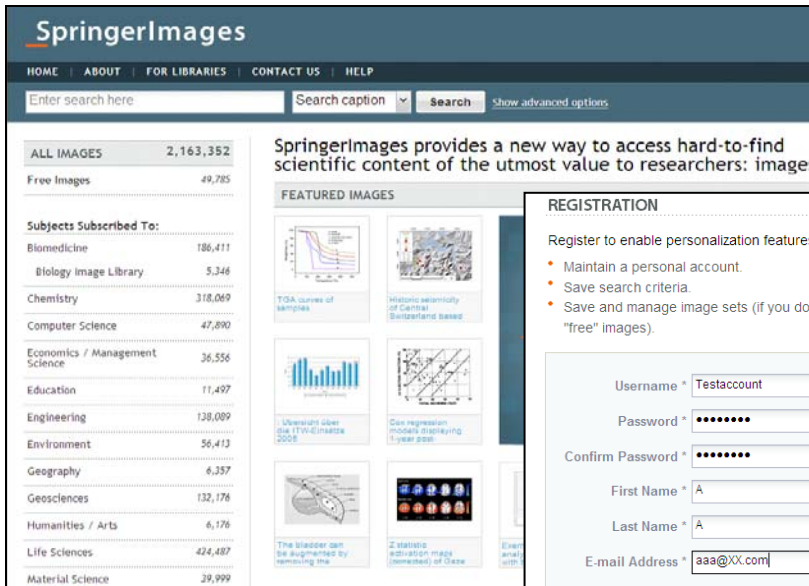 SpringerImages
HOME | ABOUT | FOR LIBRARIES | CONTACT US | HELP
Enter search here
Search caption
Search
Show advanced options
ALL IMAGES 2,163,352
Free Images 49,785
Subjects Subscribed To:
Biomedicine 186,411
Biology Image Library 5,346
Chemistry 318,069
Computer Science 47,890
Economics / Management
Science 36,556
Education 11,497
Engineering 138,089
Environment 56,413
Geography 6,357
Geosciences 132,176
Humanities / Arts 6,176
Life Sciences 424,487
Material Science 39,999
SpringerImages provides a new way to access hard-to-find
scientific content of the utmost value to researchers: image
FEATURED IMAGES
TGA curves of
samples
Historic seismicity
of Central
Switzerland based
: Übersicht über
die ITW-Einsätze
2005
Cox regression
models displaying
1-year post-
The bladder can
be augmented by
removing the
Z statistic
activation maps
of Gaze
REGISTRATION
Register to enable personalization feature
Maintain a personal account.
Save search criteria.
Save and manage image sets (if you do
"free" images).
Username * Testaccount
Password * ••••••••
Confirm Password * ••••••••
First Name * A
Last Name * A
E-mail Address * aaa@XX.com